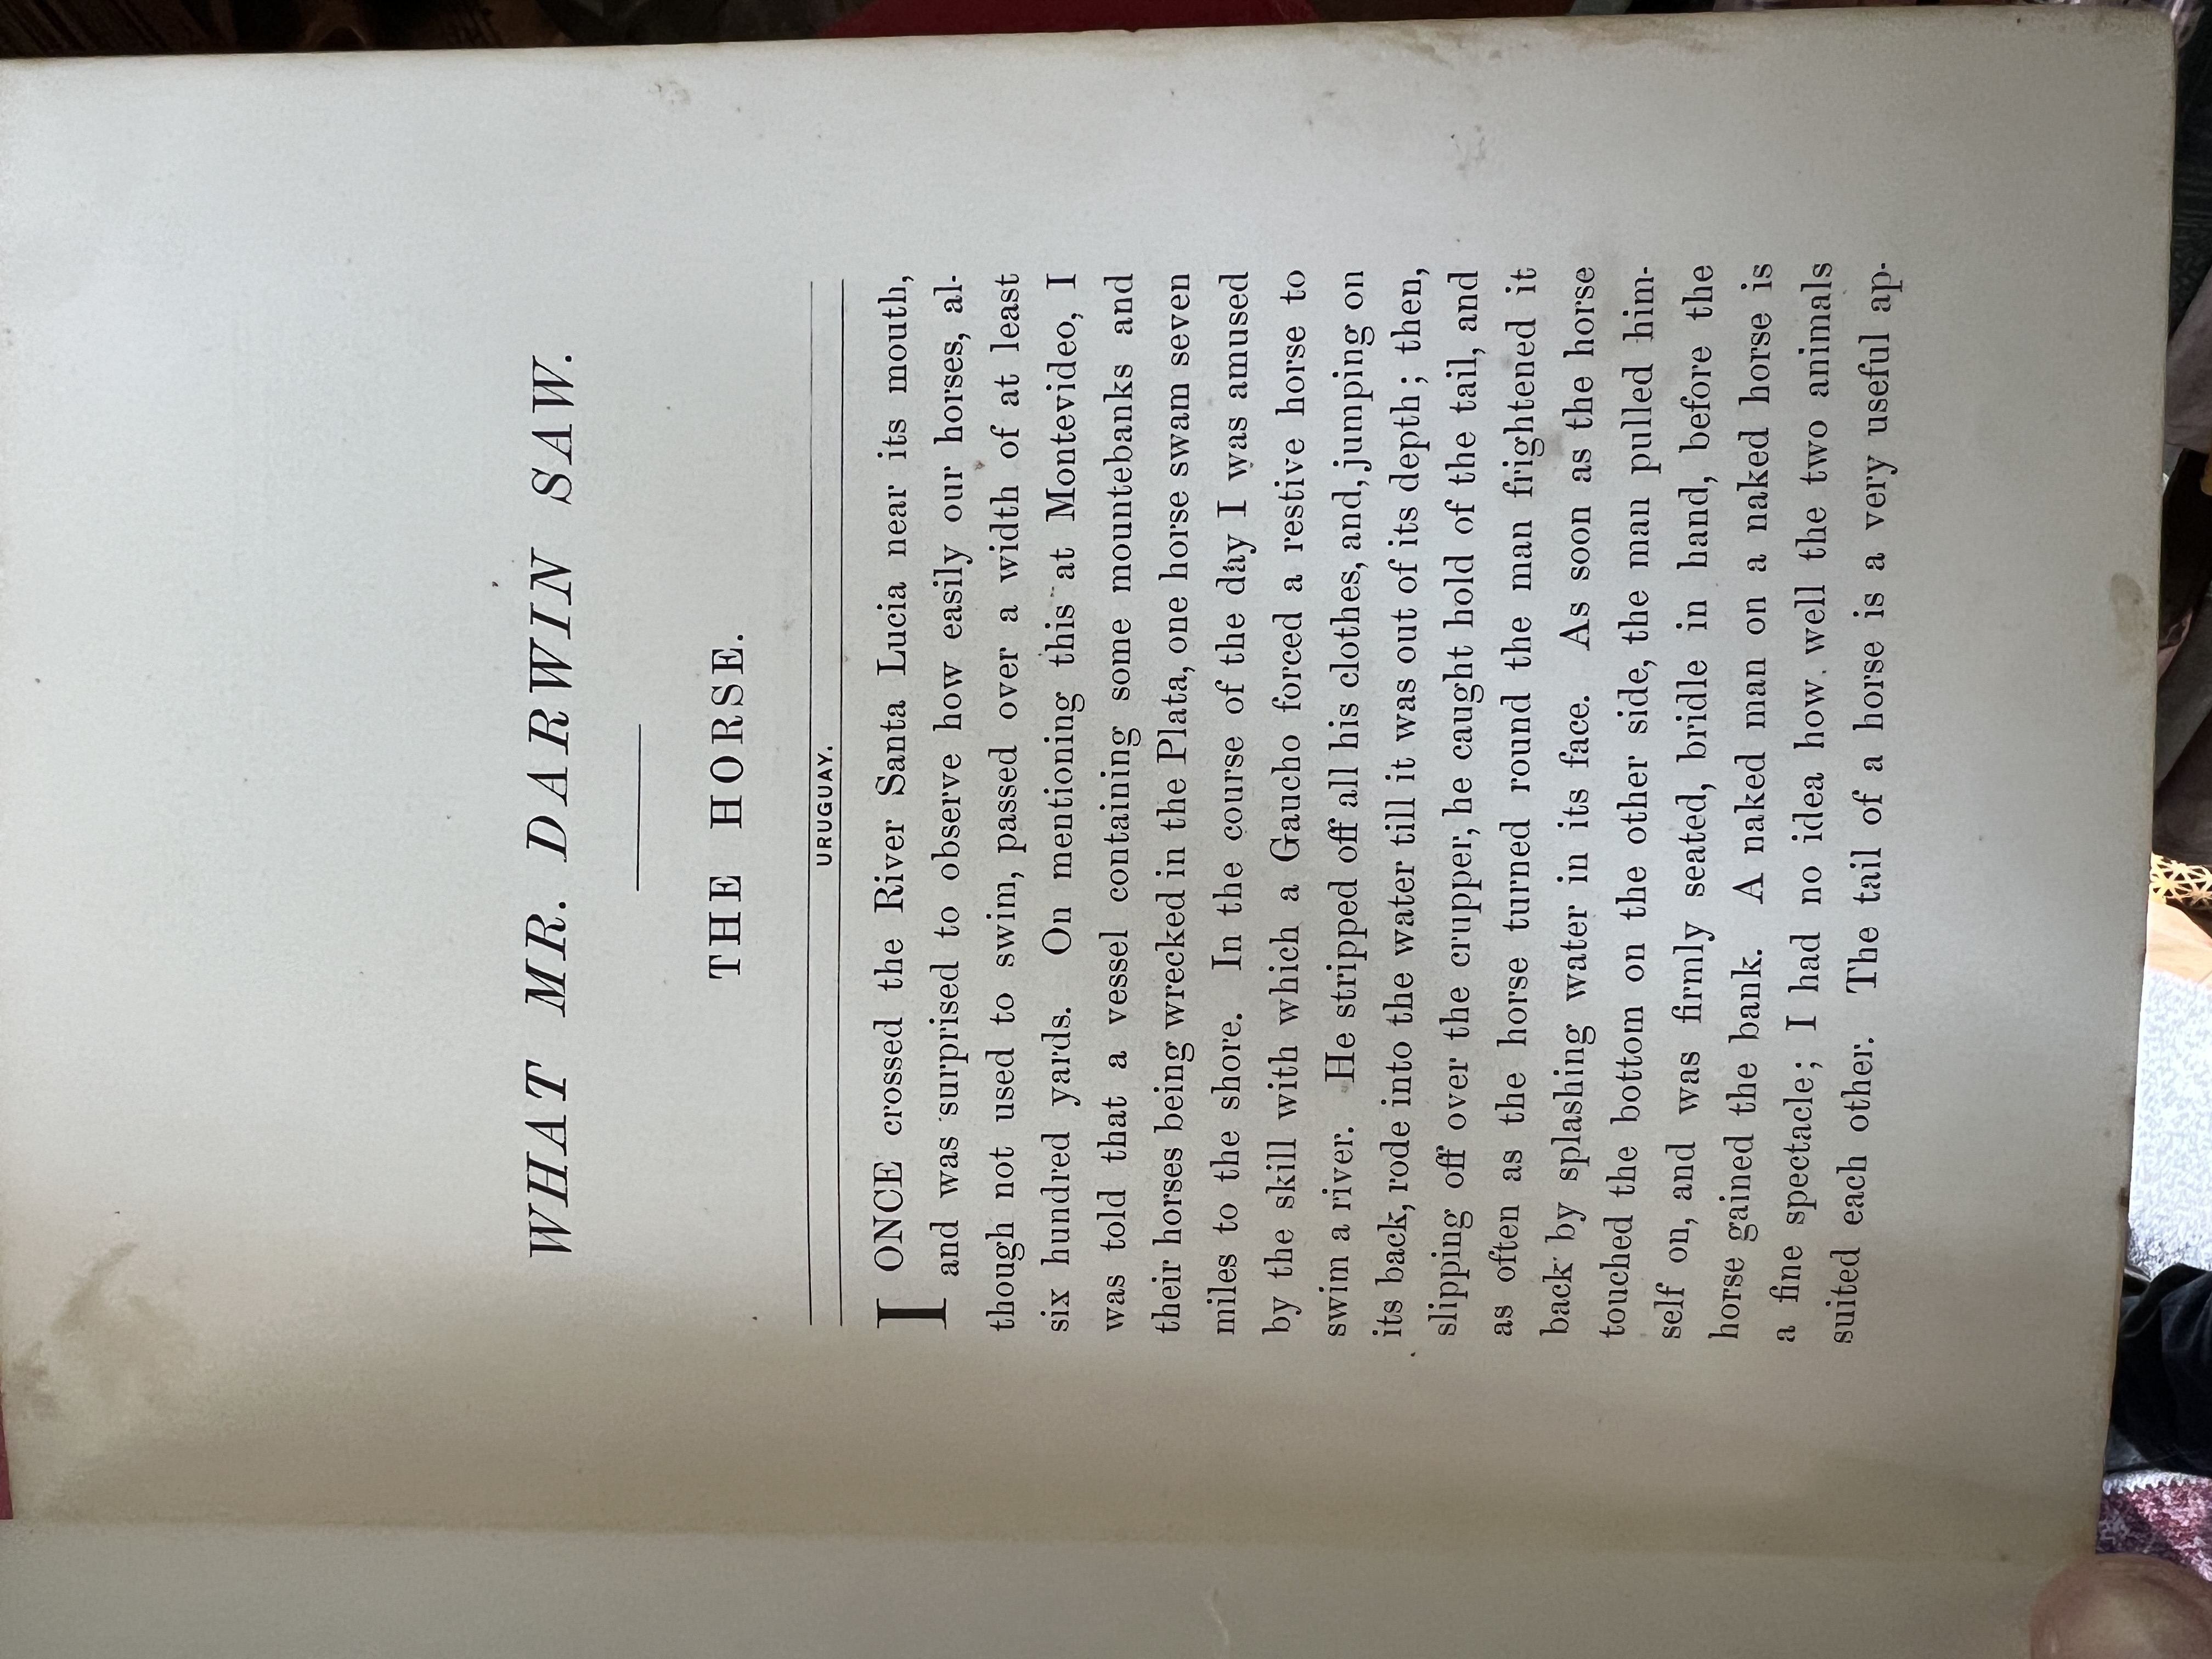 WHAT MR. DARWIN SAW.
THE HORSE.
URUGUAY.
I ONCE crossed the River Santa Lucia near its mouth,
and was surprised to observe how easily our horses, al-
though not used to swim, passed over a width of at least
six hundred yards. On mentioning this at Montevideo, I
was told that a vessel containing some mountebanks and
their horses being wrecked in the Plata, one horse swam seven
miles to the shore. In the course of the day I was amused
by the skill with which a Gaucho forced a restive horse to
swim a river. He stripped off all his clothes, and, jumping on
its back, rode into the water till it was out of its depth; then,
slipping off over the crupper, he caught hold of the tail, and
as often as the horse turned round the man frightened it
back by splashing water in its face. As soon as the horse
touched the bottom on the other side, the man pulled him-
self on, and was firmly seated, bridle in hand, before the
horse gained the bank. A naked man on a naked horse is
a fine spectacle; I had no idea how well the two animals
suited each other. The tail of a horse is a very useful ap-